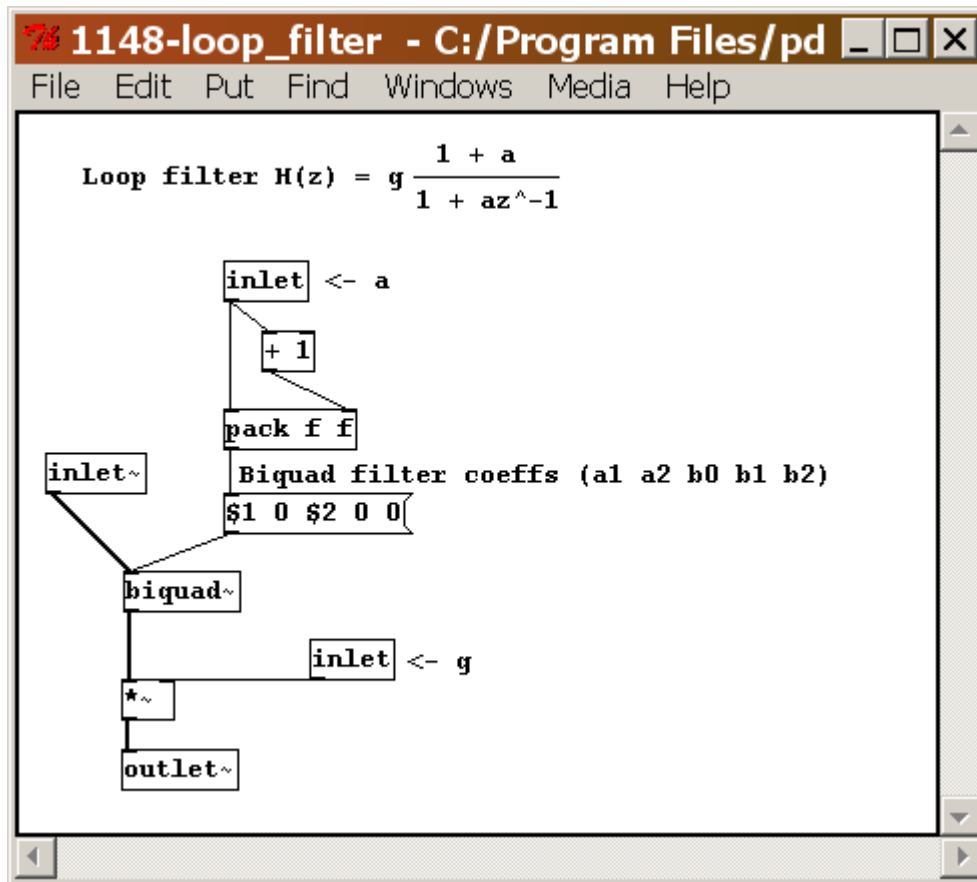 1148-loop_filter - C:/Program Files/pd
File Edit Put Find Windows Media Help
1 + a
Loop filter H(z) = g
1 + az^-1
inlet <- a
+ 1
pack f f
inlet~
Biquad filter coeffs (a1 a2 b0 b1 b2)
$1 0 $2 0 0
biquad~
inlet <- g
*~
outlet~